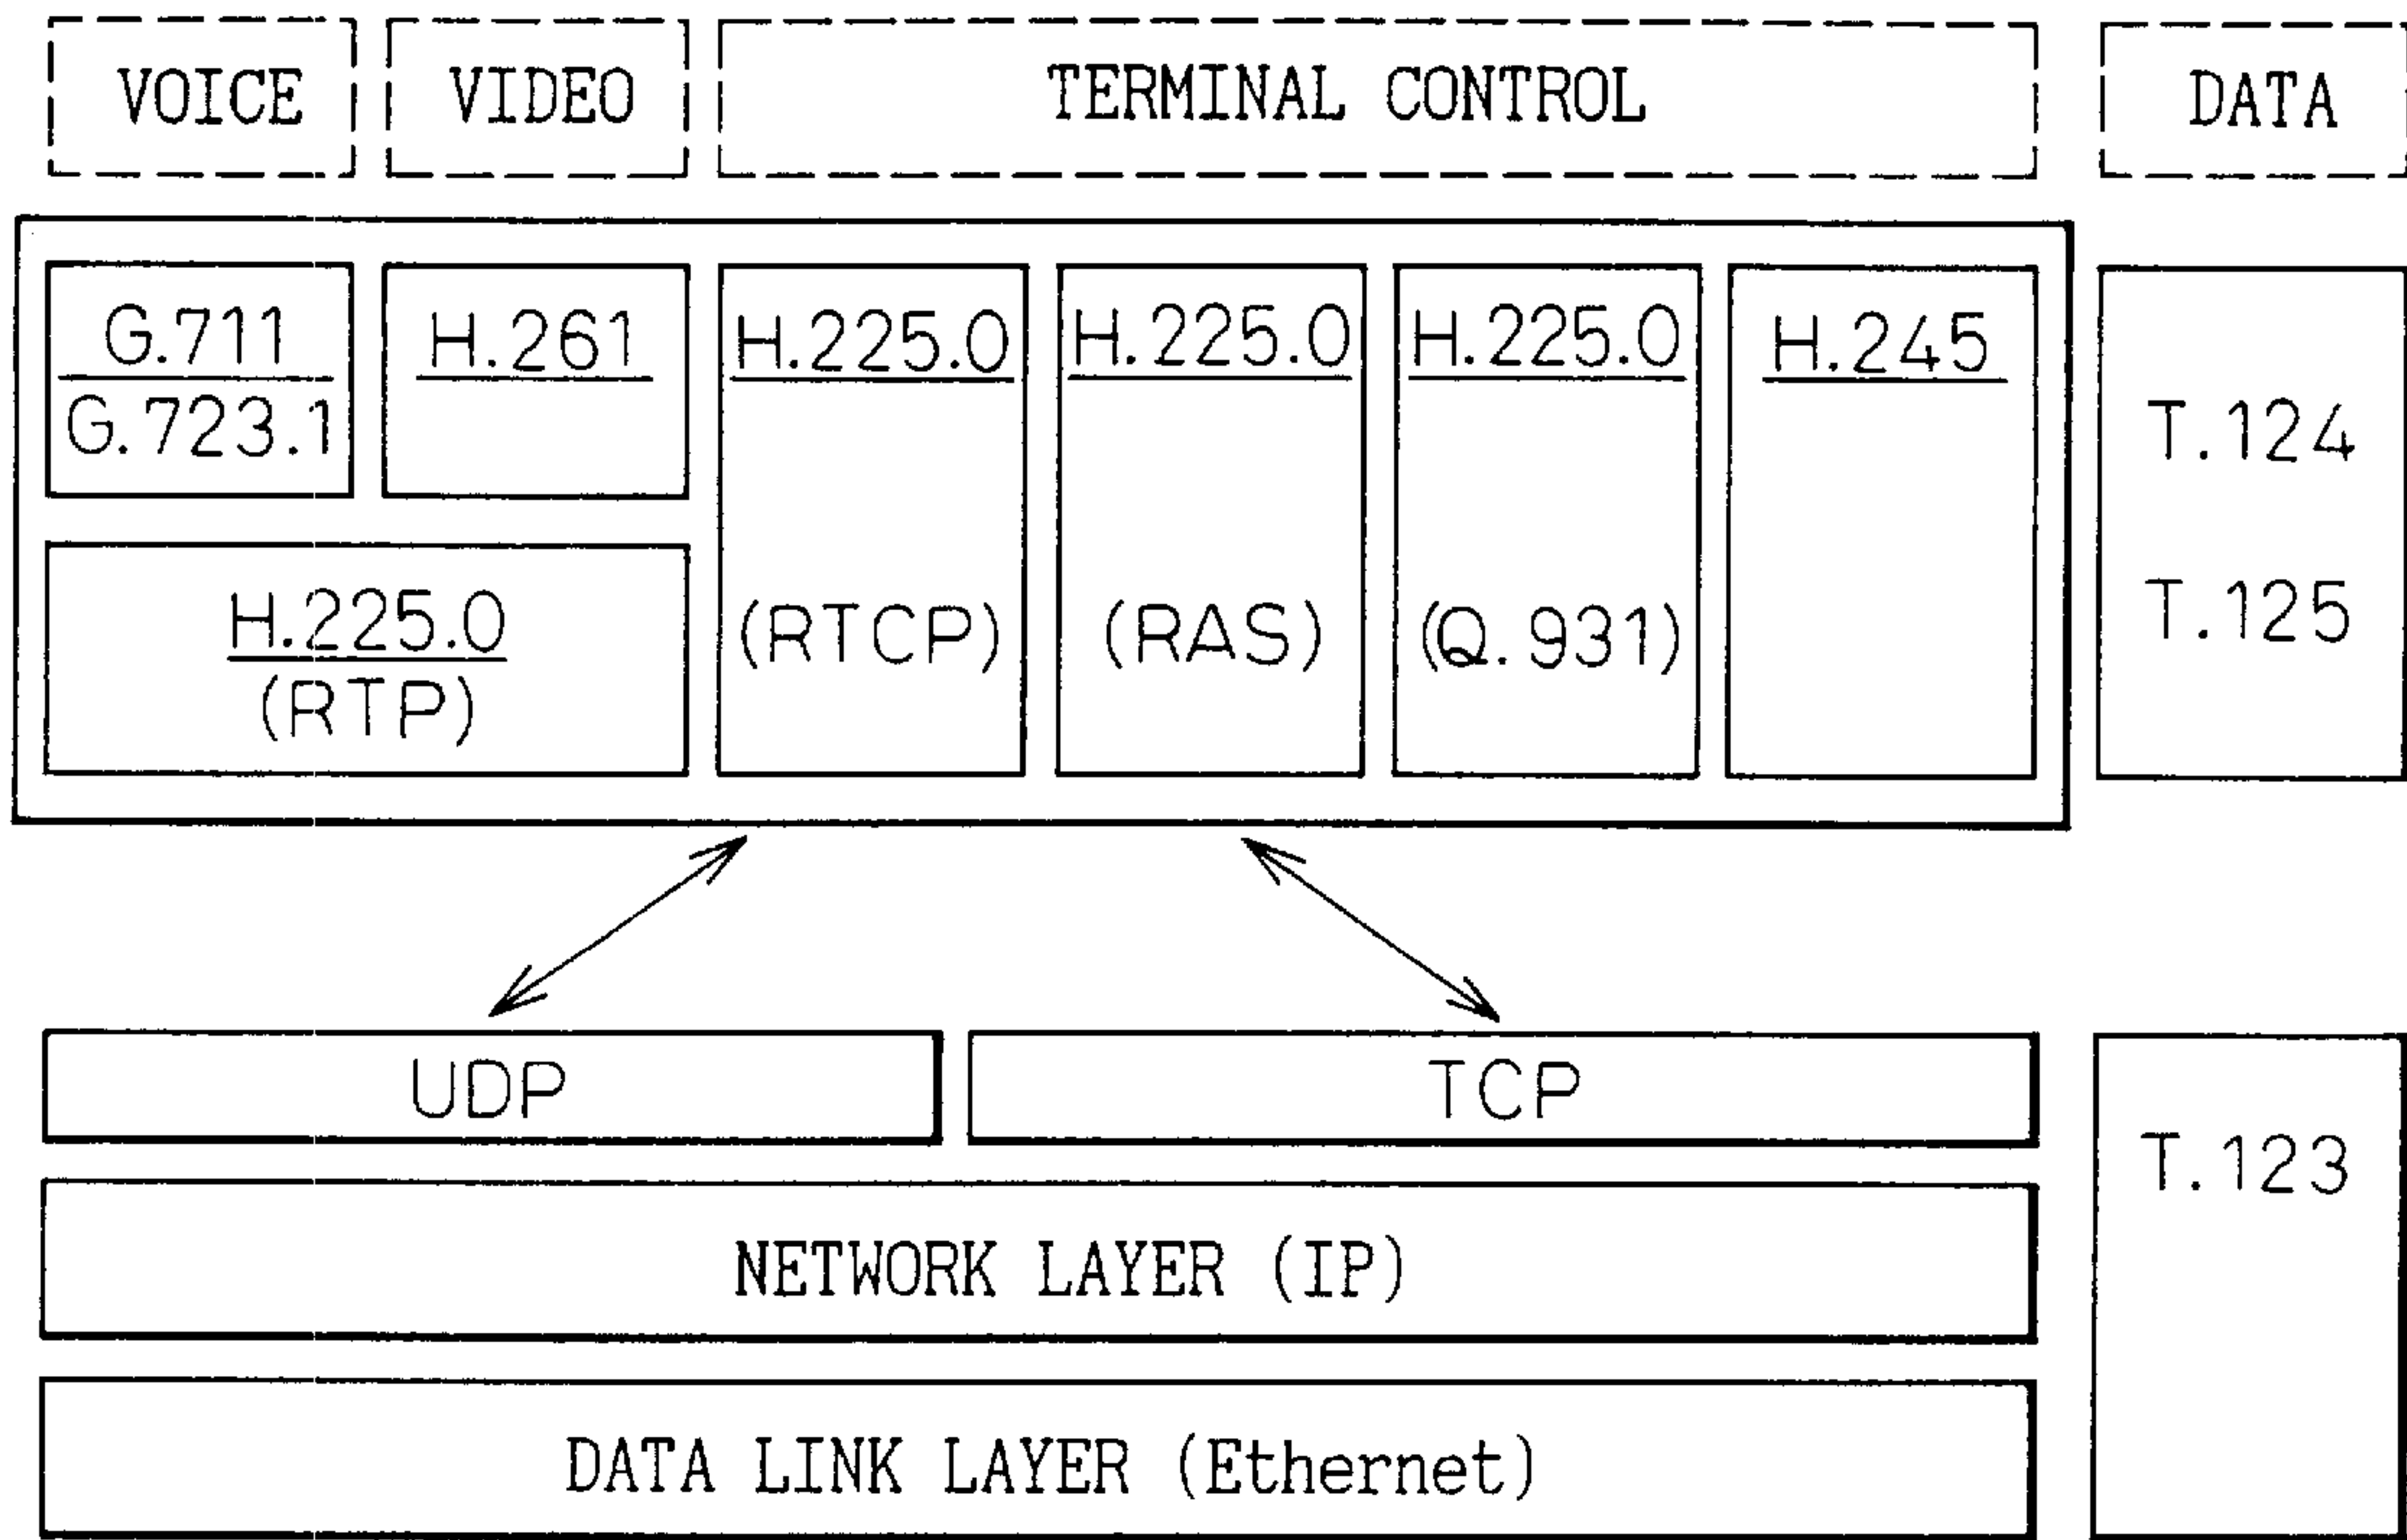 VOICE
VIDEO
TERMINAL CONTROL
DATA
G.711
G.723.1
H.261
H.225.0
(RTP)
H.225.0
(RTCP)
H.225.0
(RAS)
H.225.0
(Q.931)
H.245
T.124
T.125
UDP
TCP
T.123
NETWORK LAYER (IP)
DATA LINK LAYER (Ethernet)